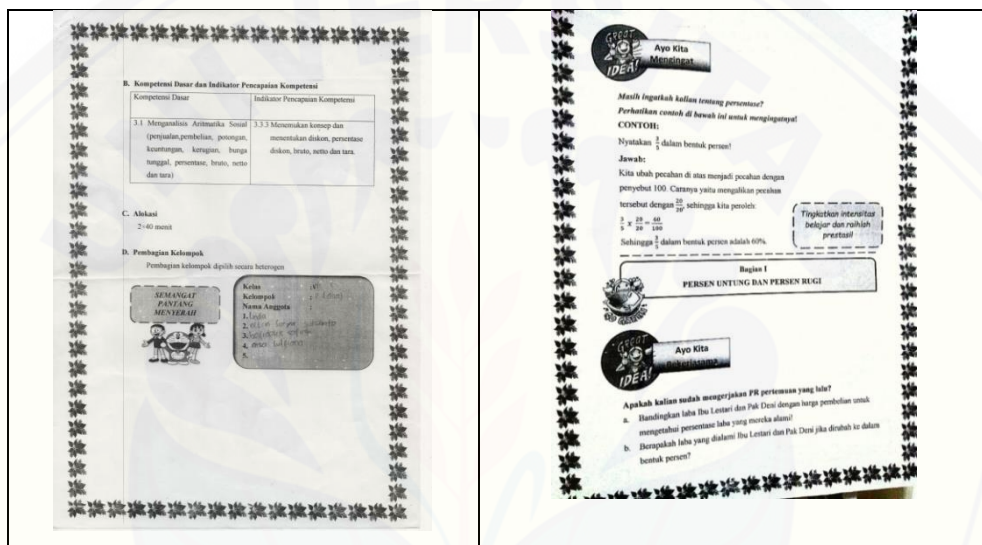 B. Kompetensi Dasar dan Indikator Pencapaian Kompetensi
Kompetensi Dasar
Indikator Pencapaian Kompetensi
3.1 Menganalisis Aritmatika Sosial
(penjualan,pembelian, potongan,
keuntungan, kerugian, bunga
tunggal, persentase, bruto, netto
dan tara)
3.3.3 Menemukan konsep dan
menentukan diskon, persentase
diskon, bruto, netto dan tara.
C. Alokasi
2×40 menit
D. Pembagian Kelompok
Pembagian kelompok dipilih secara heterogen
SEMANGAT
PANTANG
MENYERAH
Kelas :
Kelompok :
Nama Anggota :
1.
2.
3.
4.
5.
GREAT
IDEA!
Ayo Kita
Mengingat
Masih ingatkah kalian tentang persentase?
Perhatikan contoh di bawah ini untuk mengingatnya!
CONTOH:
Nyatakan 3/5 dalam bentuk persen!
Jawab:
Kita ubah pecahan di atas menjadi pecahan dengan
penyebut 100. Caranya yaitu mengalikan pecahan
tersebut dengan 20/20, sehingga kita peroleh:
3/5 x 20/20 = 60/100
Sehingga 3/5 dalam bentuk persen adalah 60%.
Tingkatkan intensitas
belajar dan raihlah
prestasi!
Bagian I
PERSEN UNTUNG DAN PERSEN RUGI
GREAT
IDEA!
Ayo Kita
Bekerjasama
Apakah kalian sudah mengerjakan PR pertemuan yang lalu?
a. Bandingkan laba Ibu Lestari dan Pak Deni dengan harga pembelian untuk
mengetahui persentase laba yang mereka alami!
b. Berapakah laba yang dialami Ibu Lestari dan Pak Deni jika dirubah ke dalam
bentuk persen?